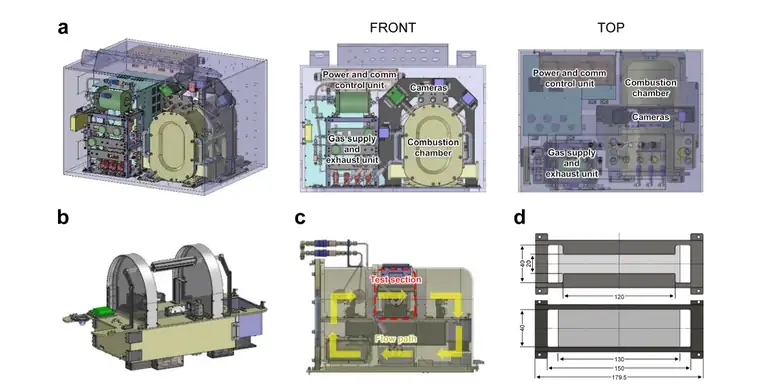 a
FRONT
TOP
Power and comm
control unit
Cameras
Gas supply
and
exhaust unit
Combustion
chamber
Power and comm
control unit
Combustion
chamber
Cameras
Gas supply and
exhaust unit
b
c
Test section
Flow path
d
40
20
120
40
130
150
179.5